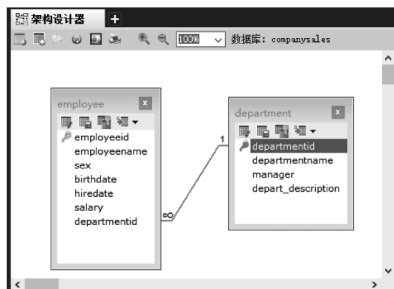 架构设计器
100%
数据库: companysales
employee
employeeid
employeename
sex
birthdate
hiredate
salary
departmentid
∞
1
department
departmentid
departmentname
manager
depart_description